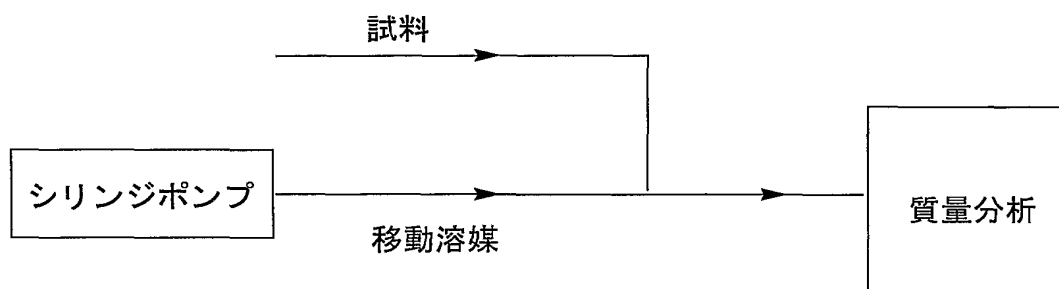 試料
シリンジポンプ
移動溶媒
質量分析